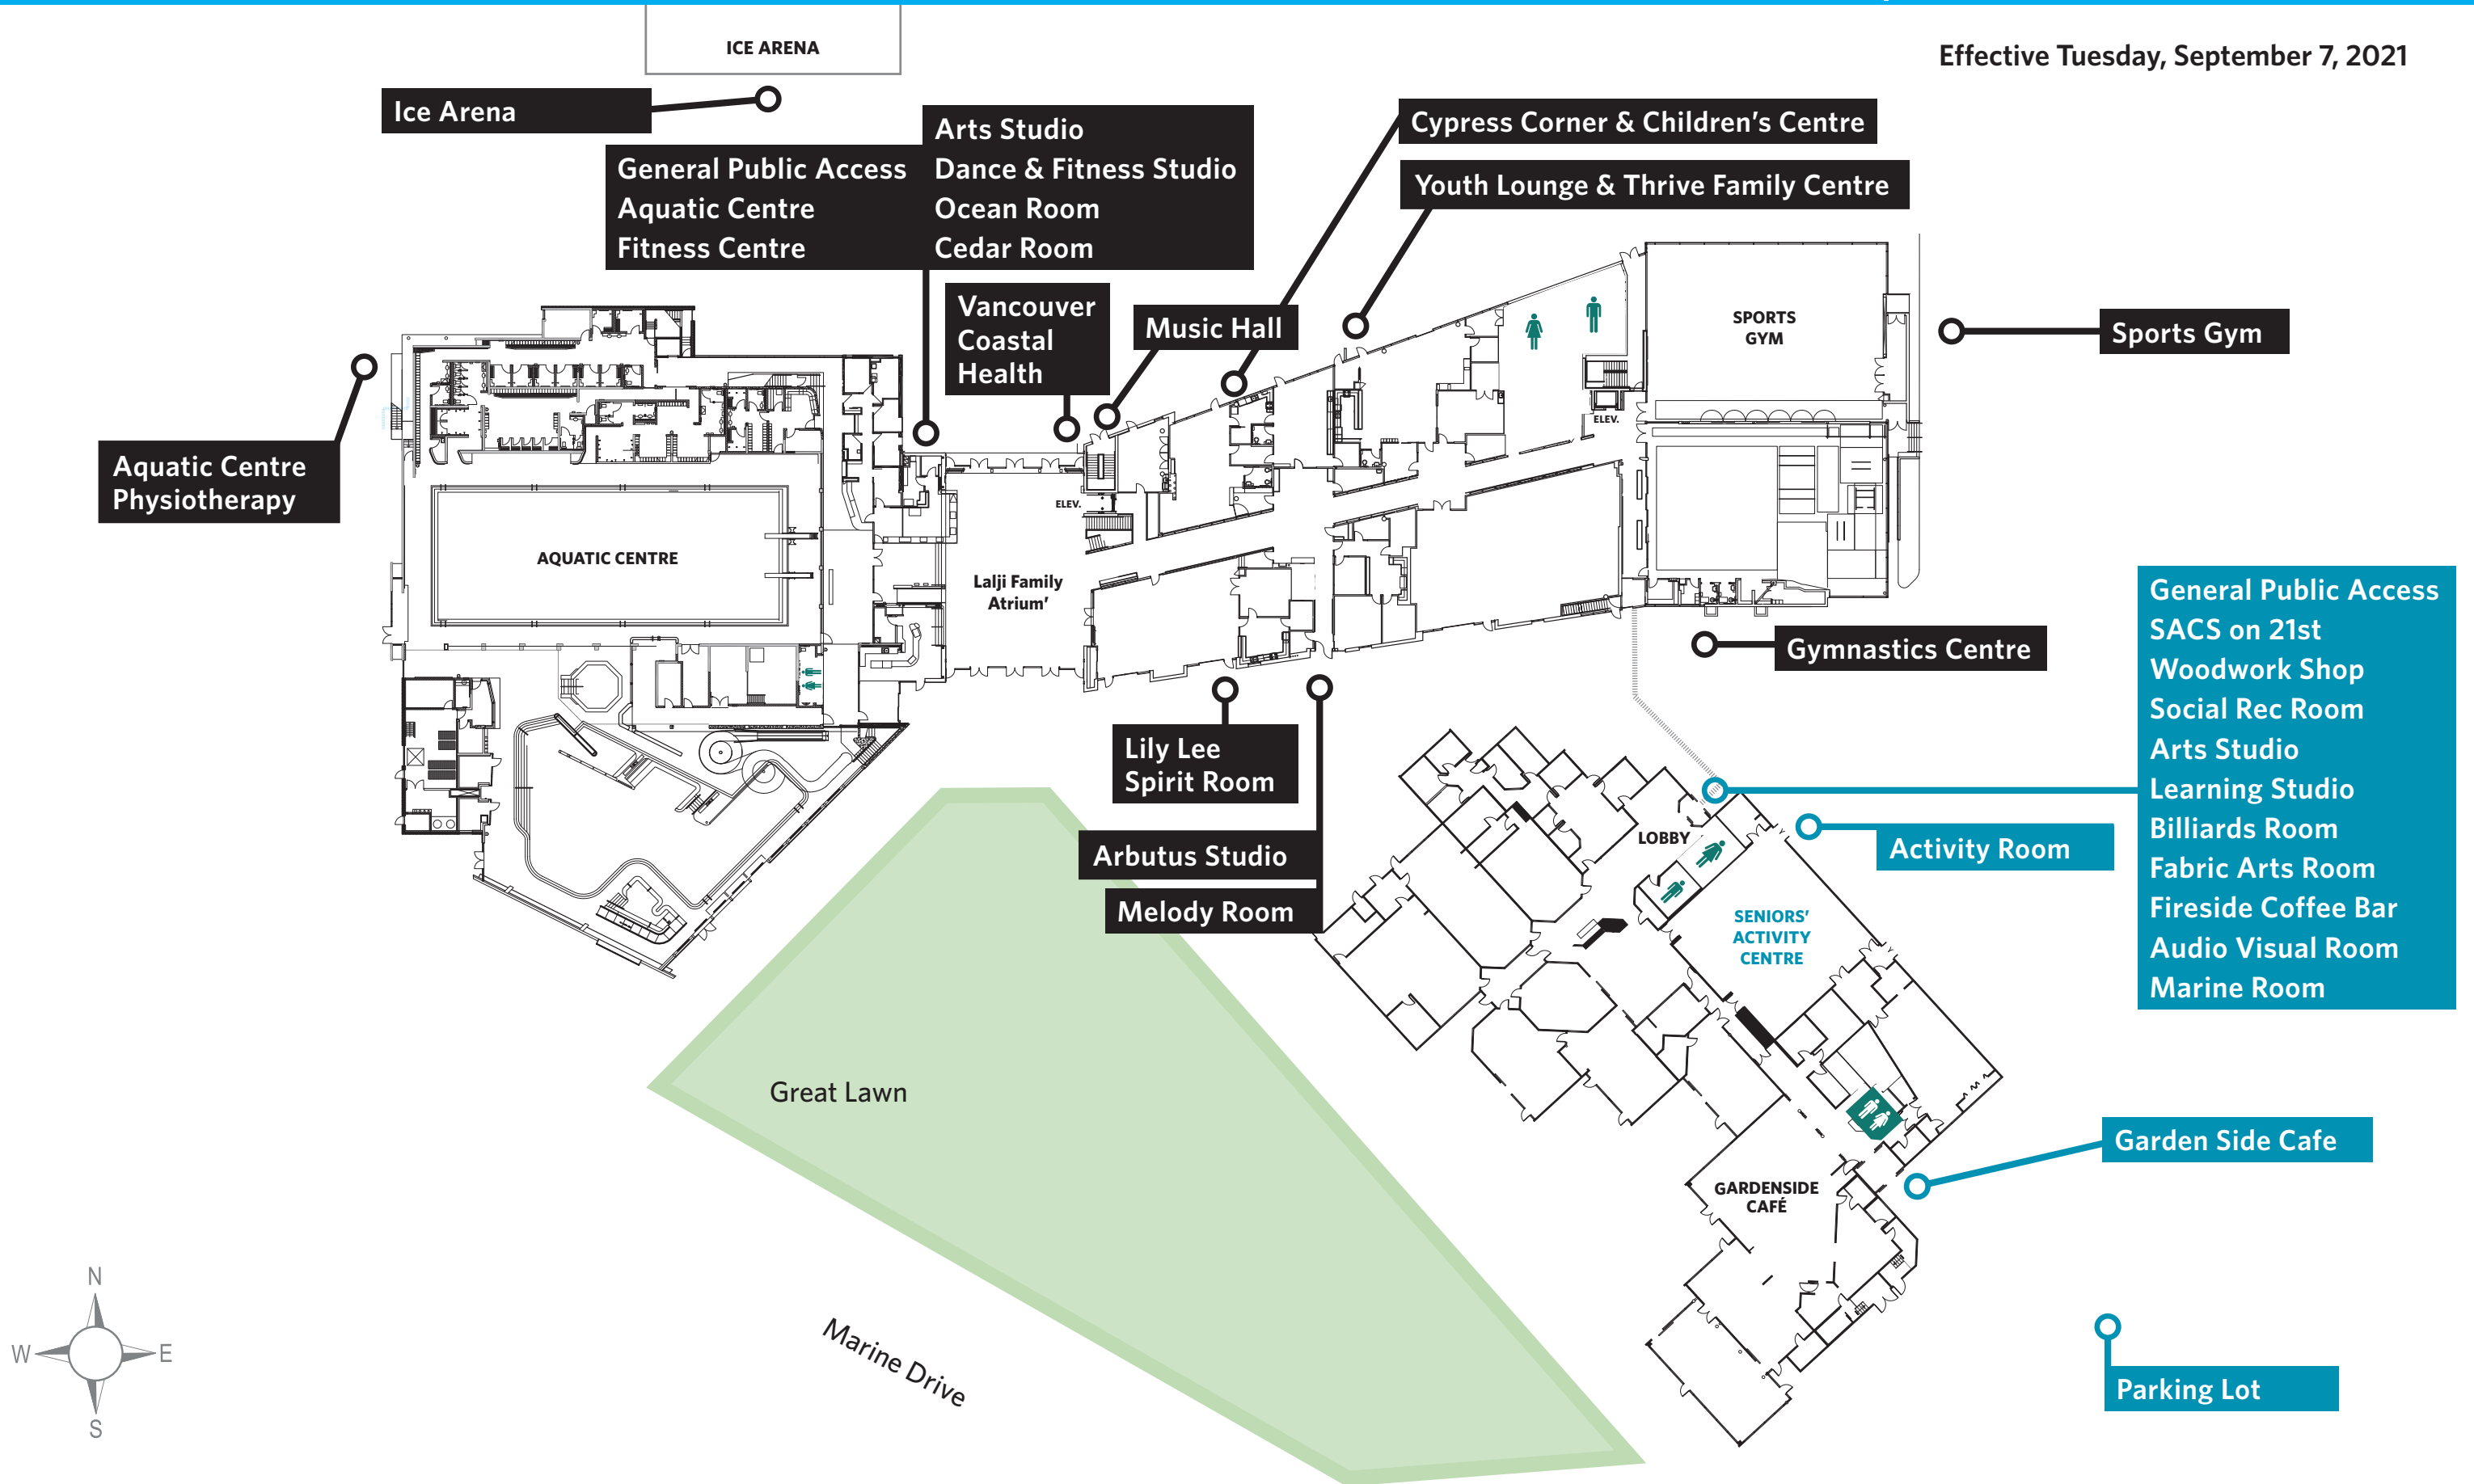 ICE ARENA
Effective Tuesday, September 7, 2021
Ice Arena
General Public Access
Aquatic Centre
Fitness Centre
Arts Studio
Dance & Fitness Studio
Ocean Room
Cedar Room
Cypress Corner & Children's Centre
Youth Lounge & Thrive Family Centre
Vancouver
Coastal
Health
Music Hall
SPORTS
GYM
Sports Gym
Aquatic Centre
Physiotherapy
ELEV.
ELEV.
AQUATIC CENTRE
Lalji Family
Atrium'
Gymnastics Centre
General Public Access
SACS on 21st
Woodwork Shop
Social Rec Room
Arts Studio
Learning Studio
Billiards Room
Fabric Arts Room
Fireside Coffee Bar
Audio Visual Room
Marine Room
Lily Lee
Spirit Room
Arbutus Studio
Melody Room
LOBBY
Activity Room
SENIORS'
ACTIVITY
CENTRE
Great Lawn
Garden Side Cafe
GARDENSIDE
CAFÉ
Marine Drive
Parking Lot
N
W
E
S